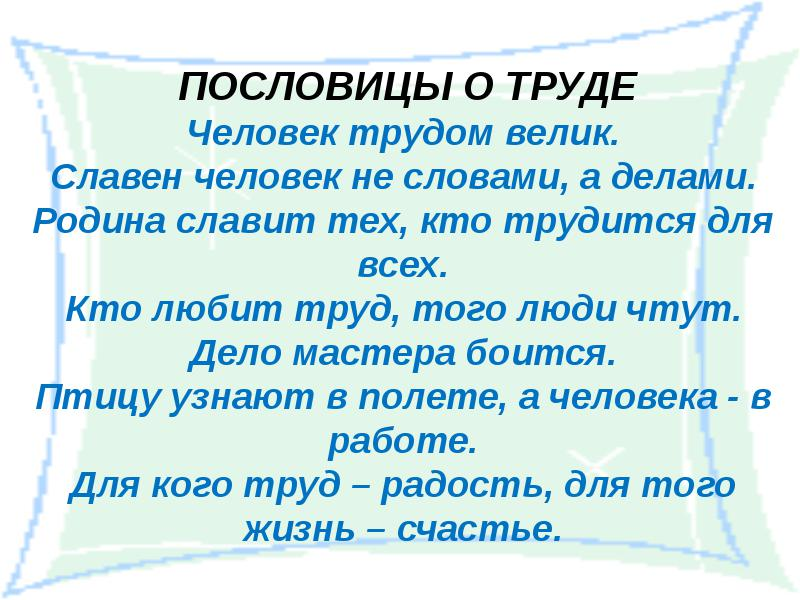 ПОСЛОВИЦЫ О ТРУДЕ
Человек трудом велик.
Славен человек не словами, а делами.
Родина славит тех, кто трудится для
всех.
Кто любит труд, того люди чтут.
Дело мастера боится.
Птицу узнают в полете, а человека - в
работе.
Для кого труд – радость, для того
жизнь – счастье.